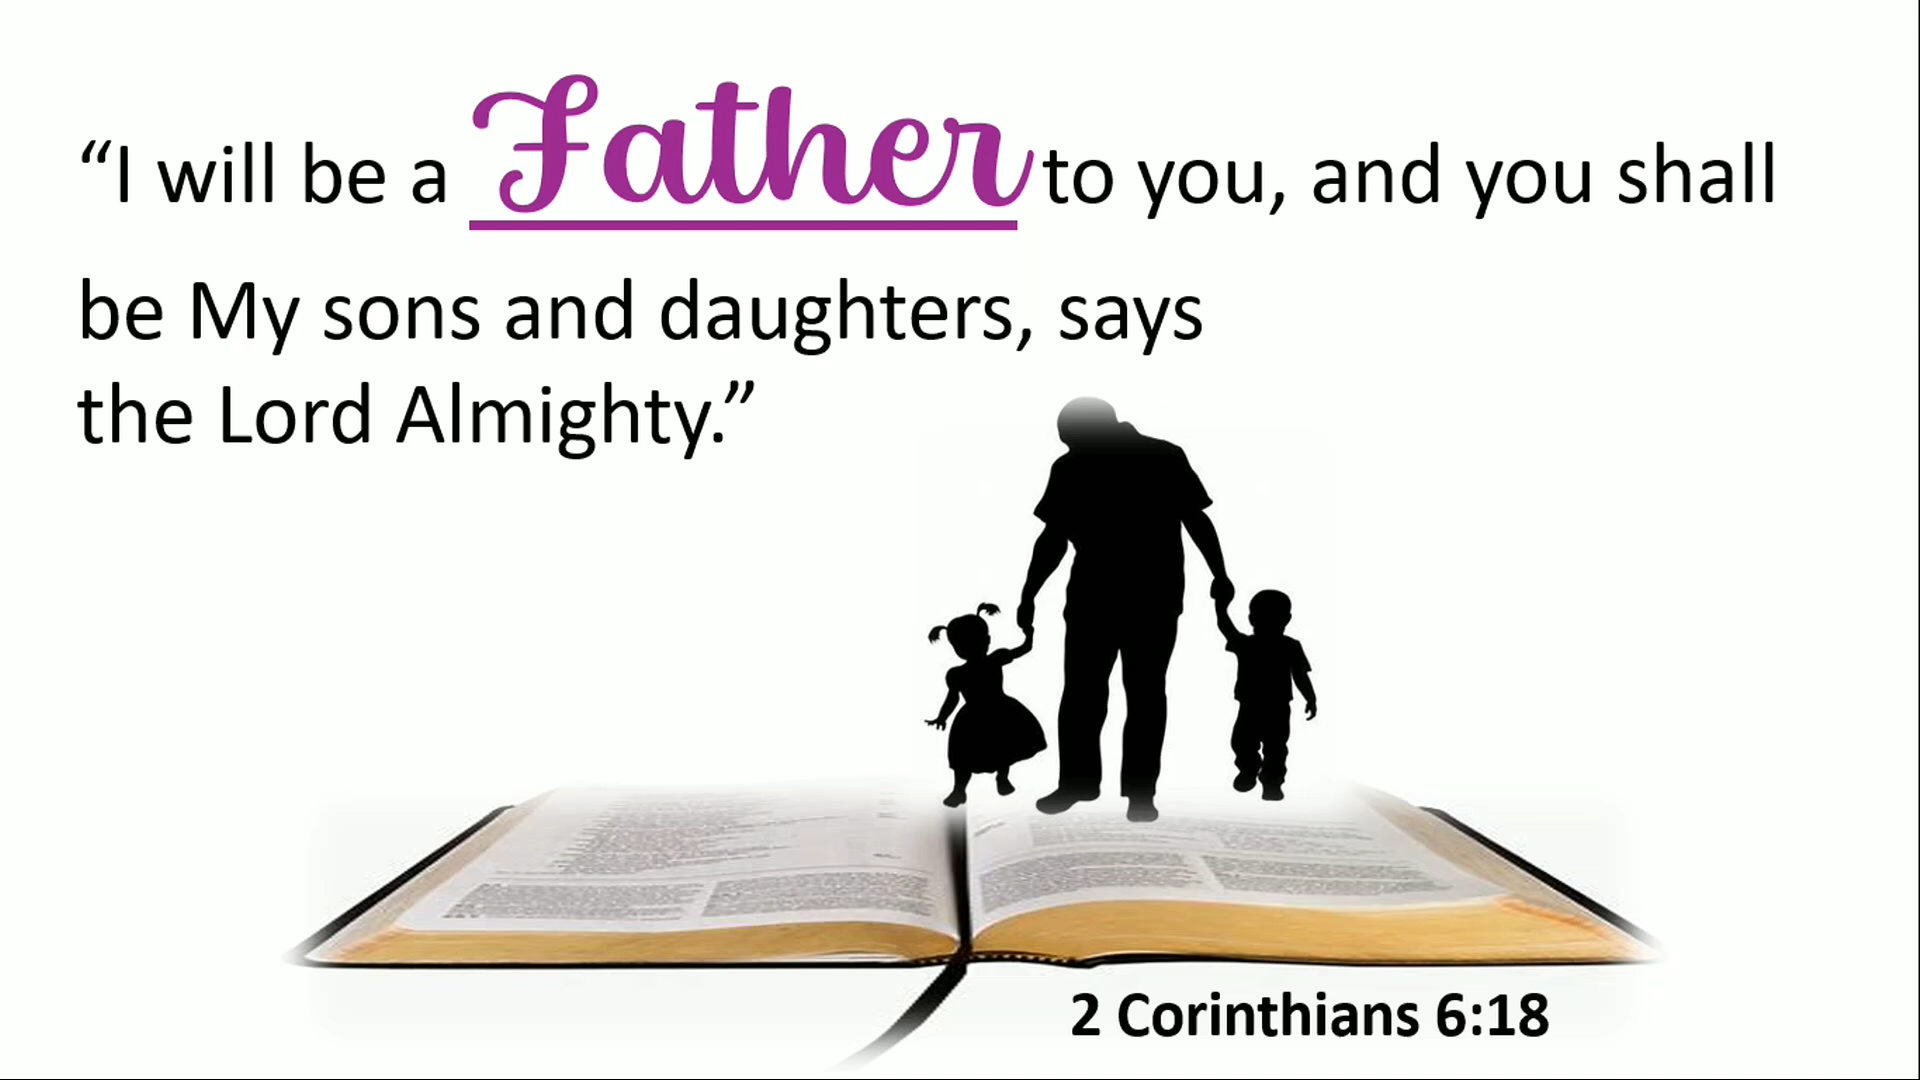 “I will be a Father to you, and you shall
be My sons and daughters, says
the Lord Almighty.”
2 Corinthians 6:18